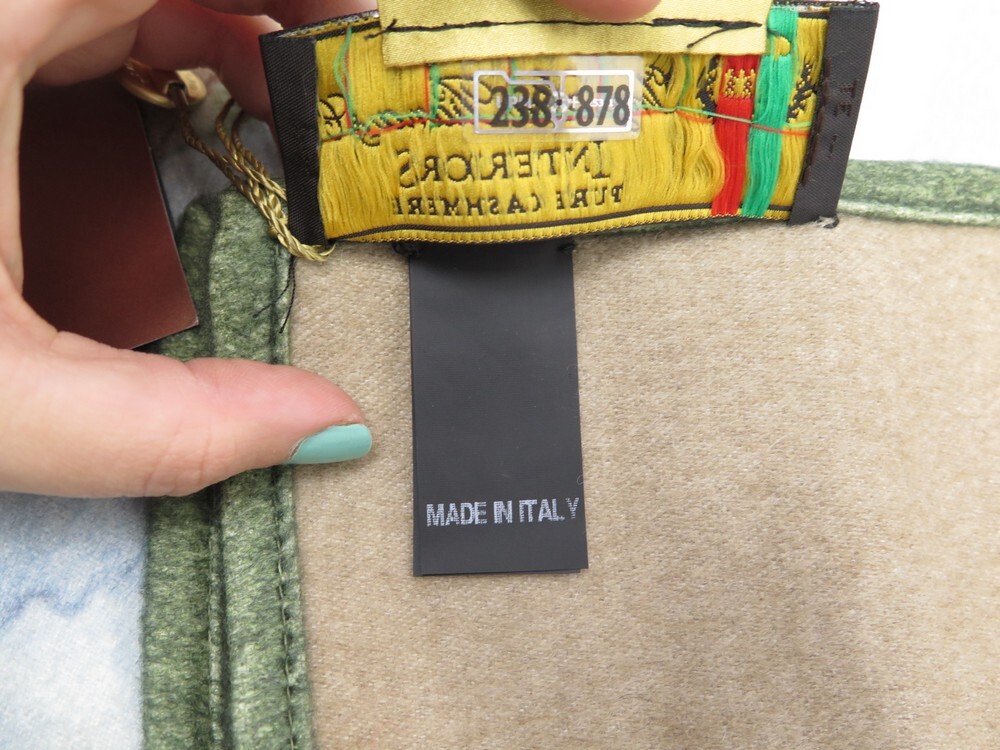 238:878
INTERIORS
PURE CASHMERE
MADE IN ITALY